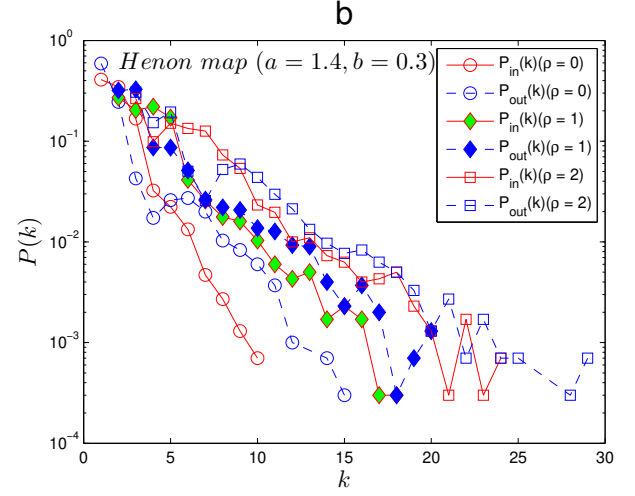 b
Henon map (a = 1.4, b = 0.3)
P_in(k)(ρ = 0)
P_out(k)(ρ = 0)
P_in(k)(ρ = 1)
P_out(k)(ρ = 1)
P_in(k)(ρ = 2)
P_out(k)(ρ = 2)
10^0
10^−1
10^−2
10^−3
10^−4
P(k)
0 5 10 15 20 25 30
k